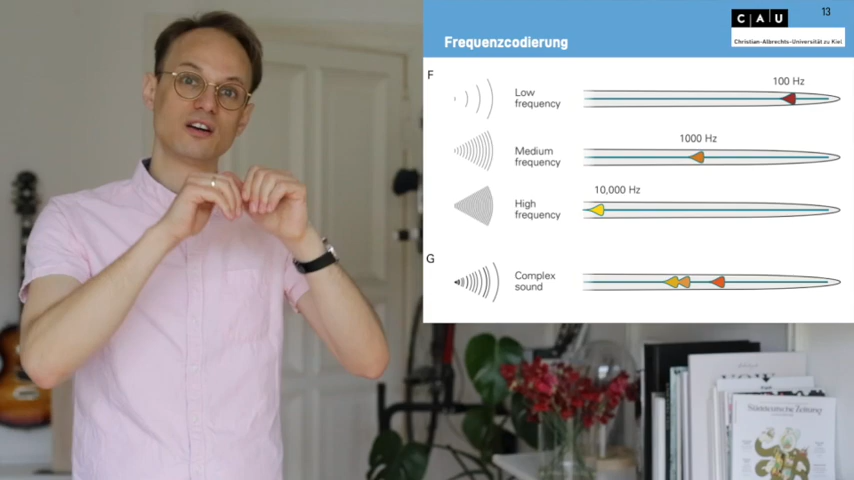 13
CAU
Christian-Albrechts-Universität zu Kiel
Frequenzcodierung
F
Low
frequency
100 Hz
Medium
frequency
1000 Hz
High
frequency
10,000 Hz
G
Complex
sound
Süddeutsche Zeitung